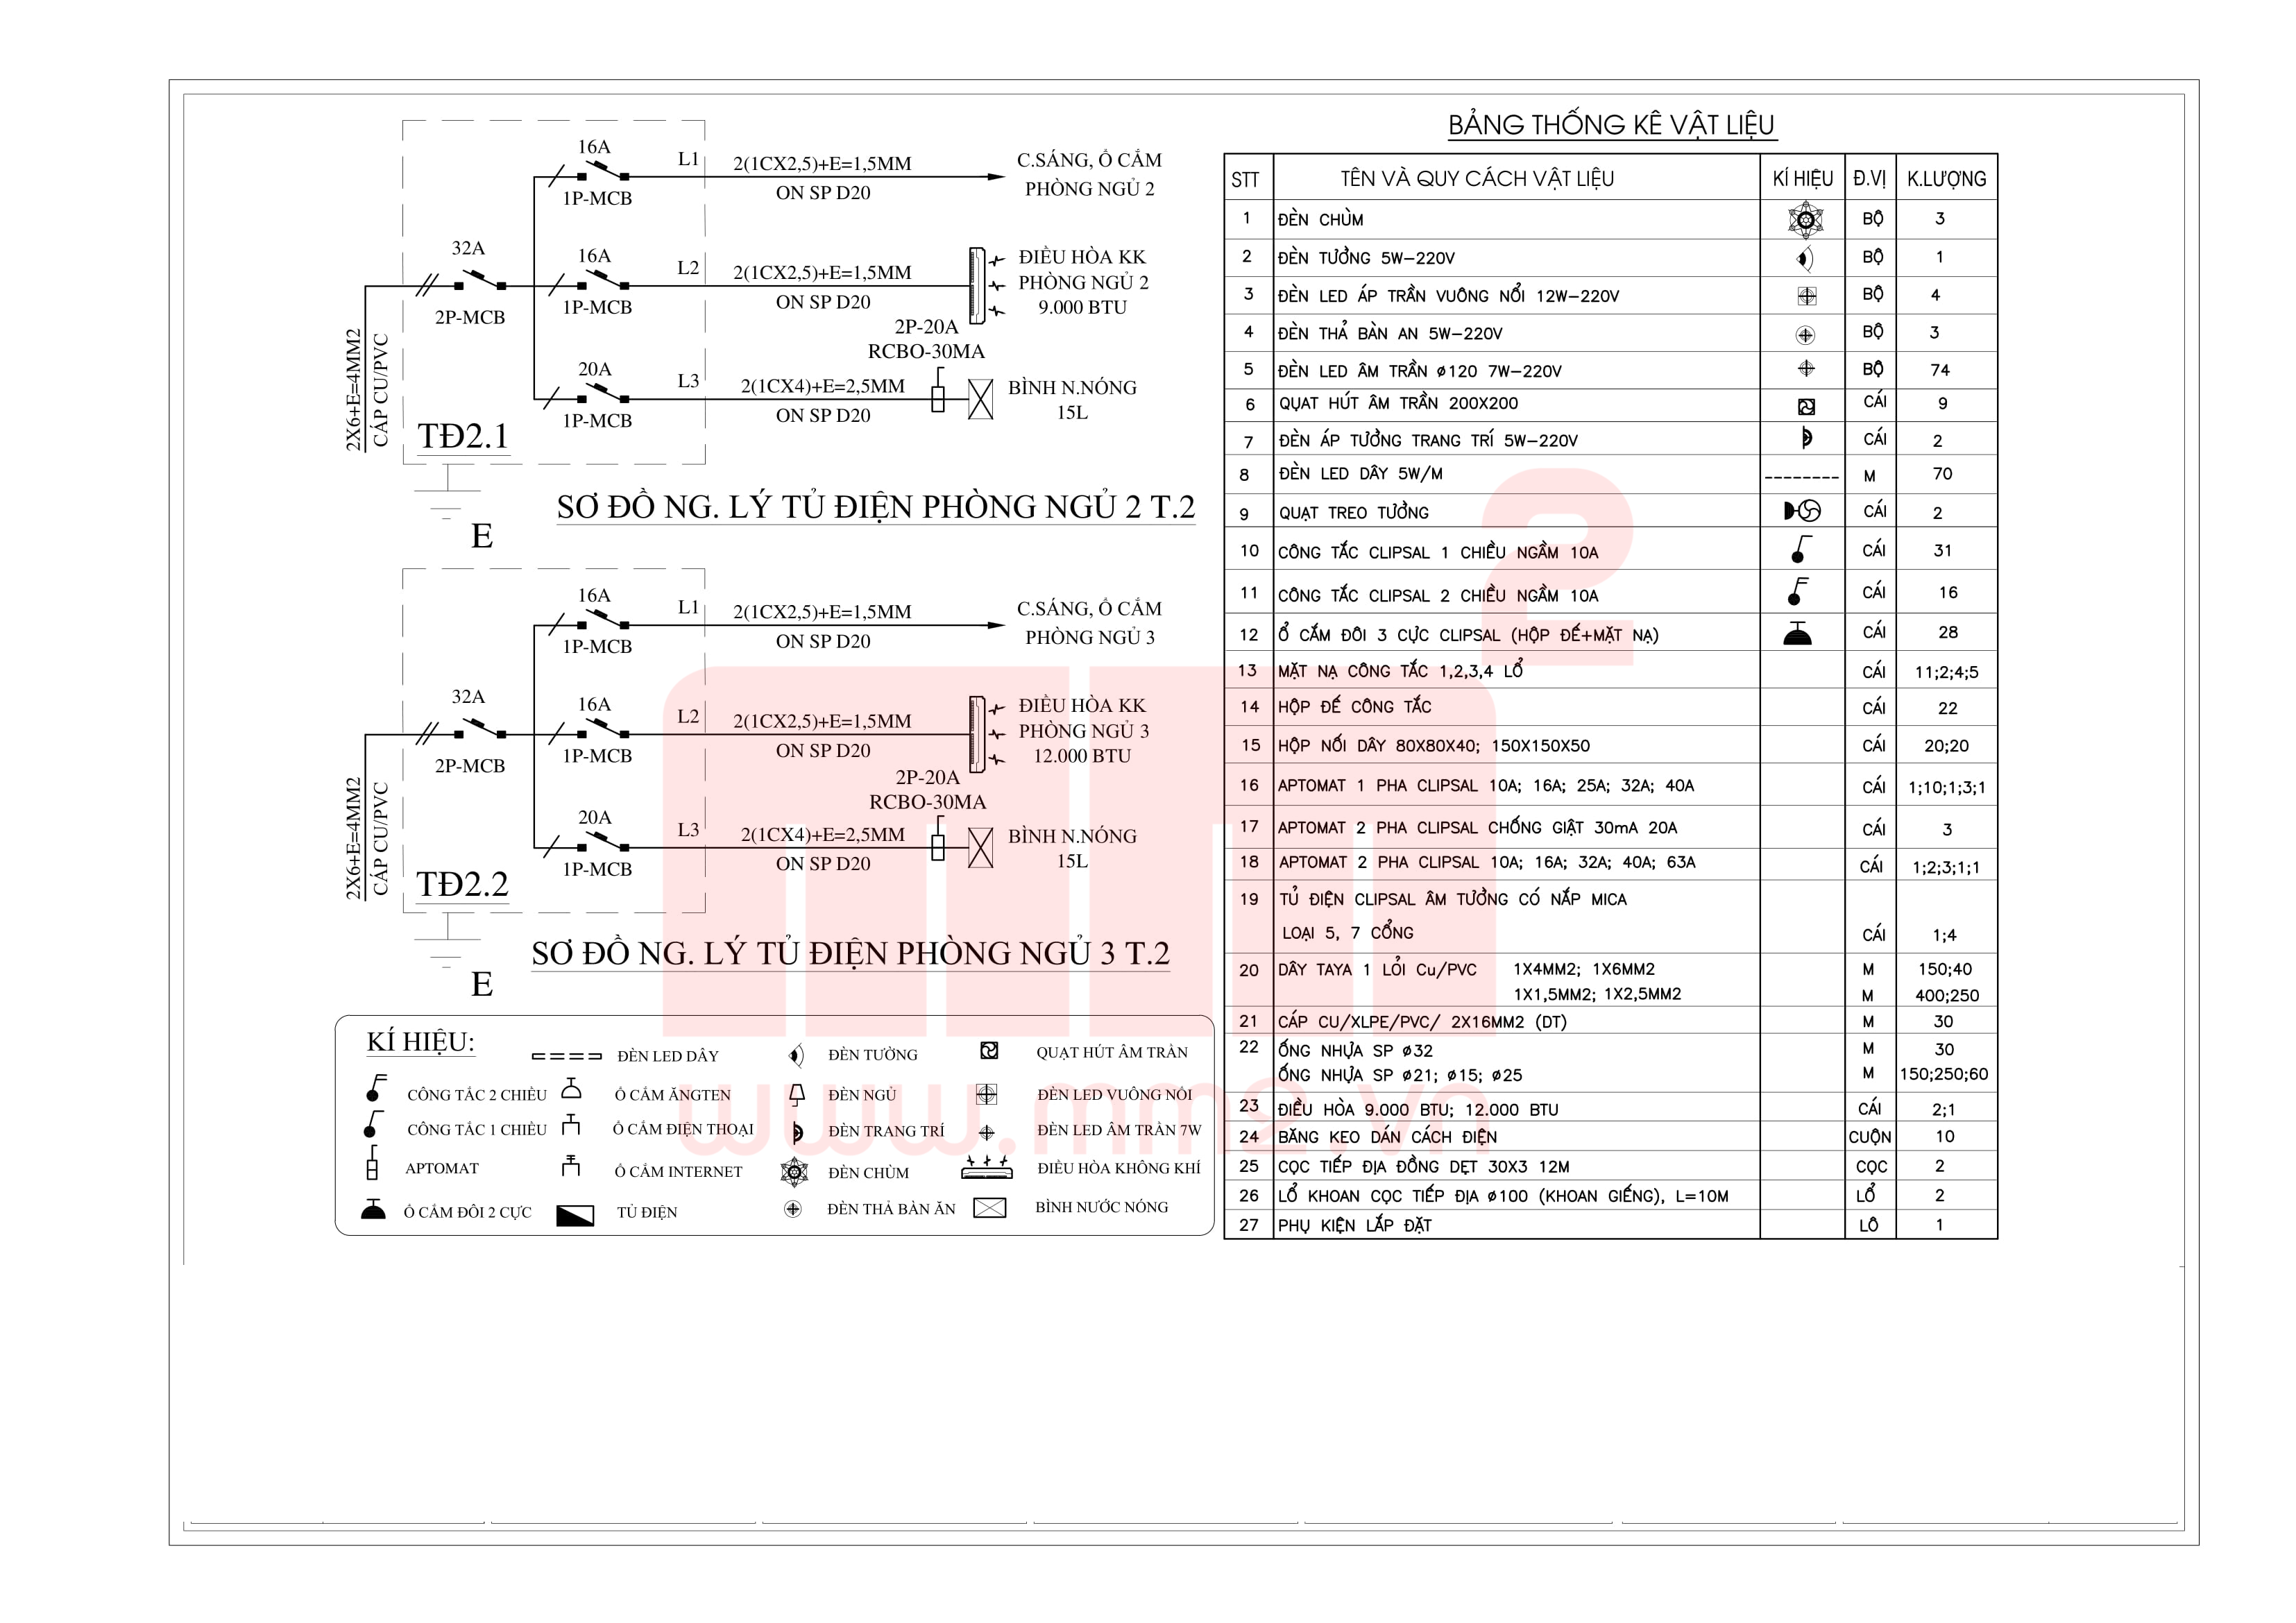 16A
L1
2(1CX2,5)+E=1,5MM
C.SÁNG, Ổ CẮM
1P-MCB
ON SP D20
PHÒNG NGỦ 2
32A
16A
L2
2(1CX2,5)+E=1,5MM
ĐIỀU HÒA KK
PHÒNG NGỦ 2
2P-MCB
1P-MCB
ON SP D20
9.000 BTU
2P-20A
RCBO-30MA
20A
L3
2(1CX4)+E=2,5MM
BÌNH N.NÓNG
1P-MCB
ON SP D20
15L
2X6+E=4MM2
CÁP CU/PVC
TĐ2.1
E
SƠ ĐỒ NG. LÝ TỦ ĐIỆN PHÒNG NGỦ 2 T.2
16A
L1
2(1CX2,5)+E=1,5MM
C.SÁNG, Ổ CẮM
1P-MCB
ON SP D20
PHÒNG NGỦ 3
32A
16A
L2
2(1CX2,5)+E=1,5MM
ĐIỀU HÒA KK
PHÒNG NGỦ 3
2P-MCB
1P-MCB
ON SP D20
12.000 BTU
2P-20A
RCBO-30MA
20A
L3
2(1CX4)+E=2,5MM
BÌNH N.NÓNG
1P-MCB
ON SP D20
15L
2X6+E=4MM2
CÁP CU/PVC
TĐ2.2
E
SƠ ĐỒ NG. LÝ TỦ ĐIỆN PHÒNG NGỦ 3 T.2
KÍ HIỆU:
ĐÈN LED DÂY
ĐÈN TƯỜNG
QUẠT HÚT ÂM TRẦN
CÔNG TẮC 2 CHIỀU
Ổ CẮM ĂNGTEN
ĐÈN NGỦ
ĐÈN LED VUÔNG NỔI
CÔNG TẮC 1 CHIỀU
Ổ CẮM ĐIỆN THOẠI
ĐÈN TRANG TRÍ
ĐÈN LED ÂM TRẦN 7W
APTOMAT
Ổ CẮM INTERNET
ĐÈN CHÙM
ĐIỀU HÒA KHÔNG KHÍ
Ổ CẮM ĐÔI 2 CỰC
TỦ ĐIỆN
ĐÈN THẢ BÀN ĂN
BÌNH NƯỚC NÓNG
BẢNG THỐNG KÊ VẬT LIỆU
STT TÊN VÀ QUY CÁCH VẬT LIỆU KÍ HIỆU Đ.VỊ K.LƯỢNG
1 ĐÈN CHÙM BỘ 3
2 ĐÈN TƯỜNG 5W-220V BỘ 1
3 ĐÈN LED ÁP TRẦN VUÔNG NỔI 12W-220V BỘ 4
4 ĐÈN THẢ BÀN AN 5W-220V BỘ 3
5 ĐÈN LED ÂM TRẦN ø120 7W-220V BỘ 74
6 QUẠT HÚT ÂM TRẦN 200X200 CÁI 9
7 ĐÈN ÁP TƯỜNG TRANG TRÍ 5W-220V CÁI 2
8 ĐÈN LED DÂY 5W/M M 70
9 QUẠT TREO TƯỜNG CÁI 2
10 CÔNG TẮC CLIPSAL 1 CHIỀU NGẦM 10A CÁI 31
11 CÔNG TẮC CLIPSAL 2 CHIỀU NGẦM 10A CÁI 16
12 Ổ CẮM ĐÔI 3 CỰC CLIPSAL (HỘP ĐẾ+MẶT NẠ) CÁI 28
13 MẶT NẠ CÔNG TẮC 1,2,3,4 LỔ CÁI 11;2;4;5
14 HỘP ĐẾ CÔNG TẮC CÁI 22
15 HỘP NỐI DÂY 80X80X40; 150X150X50 CÁI 20;20
16 APTOMAT 1 PHA CLIPSAL 10A; 16A; 25A; 32A; 40A CÁI 1;10;1;3;1
17 APTOMAT 2 PHA CLIPSAL CHỐNG GIẬT 30mA 20A CÁI 3
18 APTOMAT 2 PHA CLIPSAL 10A; 16A; 32A; 40A; 63A CÁI 1;2;3;1;1
19 TỦ ĐIỆN CLIPSAL ÂM TƯỜNG CÓ NẮP MICA
LOẠI 5, 7 CỔNG CÁI 1;4
20 DÂY TAYA 1 LỎI Cu/PVC 1X4MM2; 1X6MM2 M 150;40
1X1,5MM2; 1X2,5MM2 M 400;250
21 CÁP CU/XLPE/PVC/ 2X16MM2 (DT) M 30
22 ỐNG NHỰA SP ø32 M 30
ỐNG NHỰA SP ø21; ø15; ø25 M 150;250;60
23 ĐIỀU HÒA 9.000 BTU; 12.000 BTU CÁI 2;1
24 BĂNG KEO DÁN CÁCH ĐIỆN CUỘN 10
25 CỌC TIẾP ĐỊA ĐỒNG DẸT 30X3 12M CỌC 2
26 LỔ KHOAN CỌC TIẾP ĐỊA ø100 (KHOAN GIẾNG), L=10M LỔ 2
27 PHỤ KIỆN LẮP ĐẶT LÔ 1
m2
www.mm2.vn